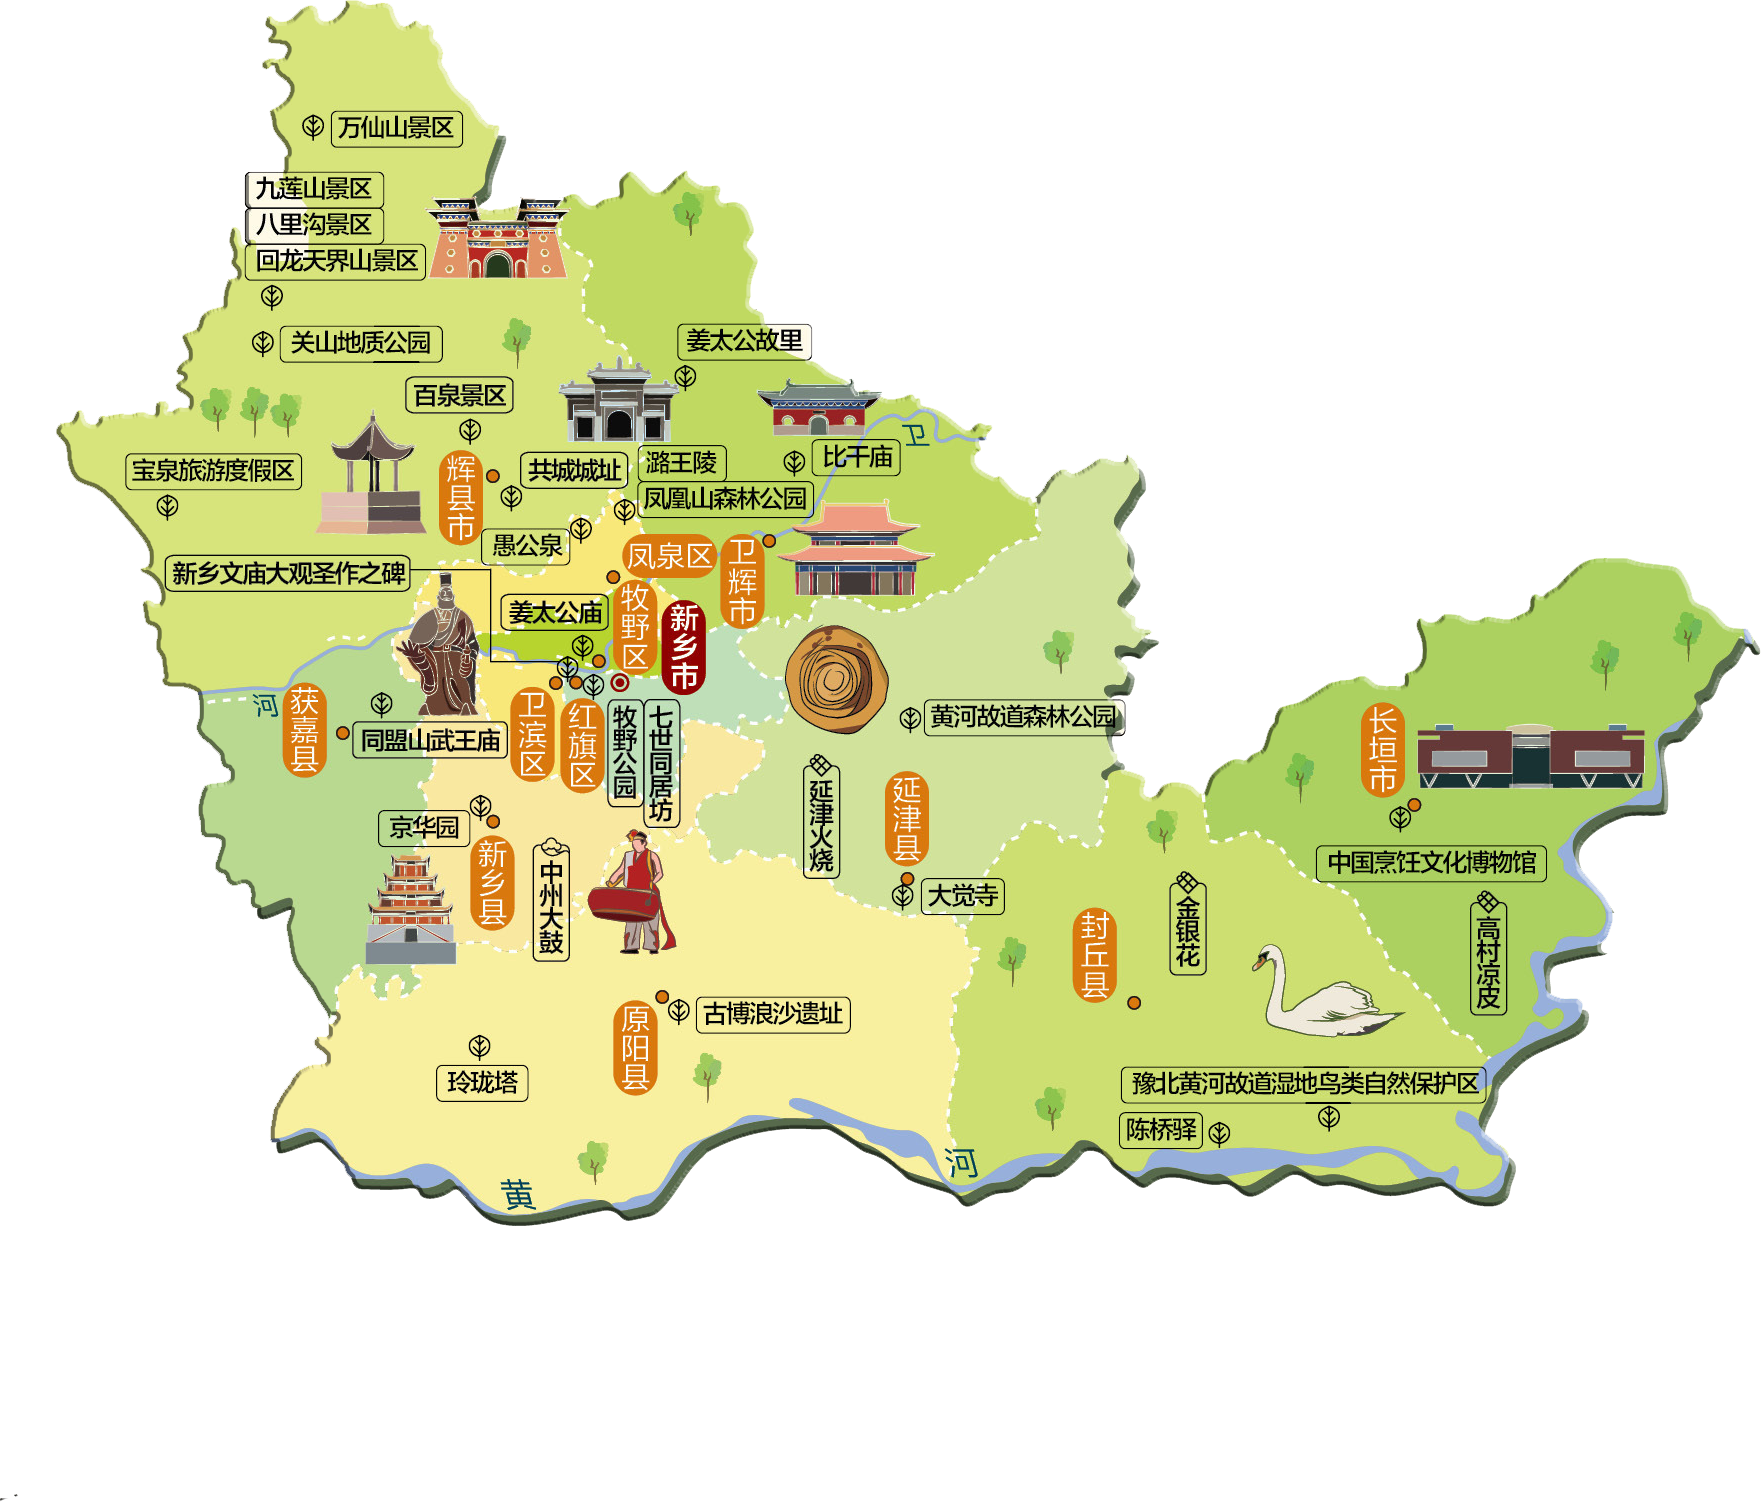 万仙山景区
九莲山景区
八里沟景区
回龙天界山景区
关山地质公园
姜太公故里
百泉景区
卫
比干庙
宝泉旅游度假区
辉县市
共城城址
潞王陵
凤凰山森林公园
愚公泉
凤泉区
卫辉市
新乡文庙大观圣作之碑
姜太公庙
牧野区
新乡市
河
获嘉县
同盟山武王庙
卫滨区
红旗区
牧野公园
七世同居坊
黄河故道森林公园
长垣市
延津火烧
延津县
京华园
新乡县
中州大鼓
大觉寺
中国烹饪文化博物馆
金银花
高村凉皮
封丘县
原阳县
古博浪沙遗址
玲珑塔
豫北黄河故道湿地鸟类自然保护区
陈桥驿
黄
河